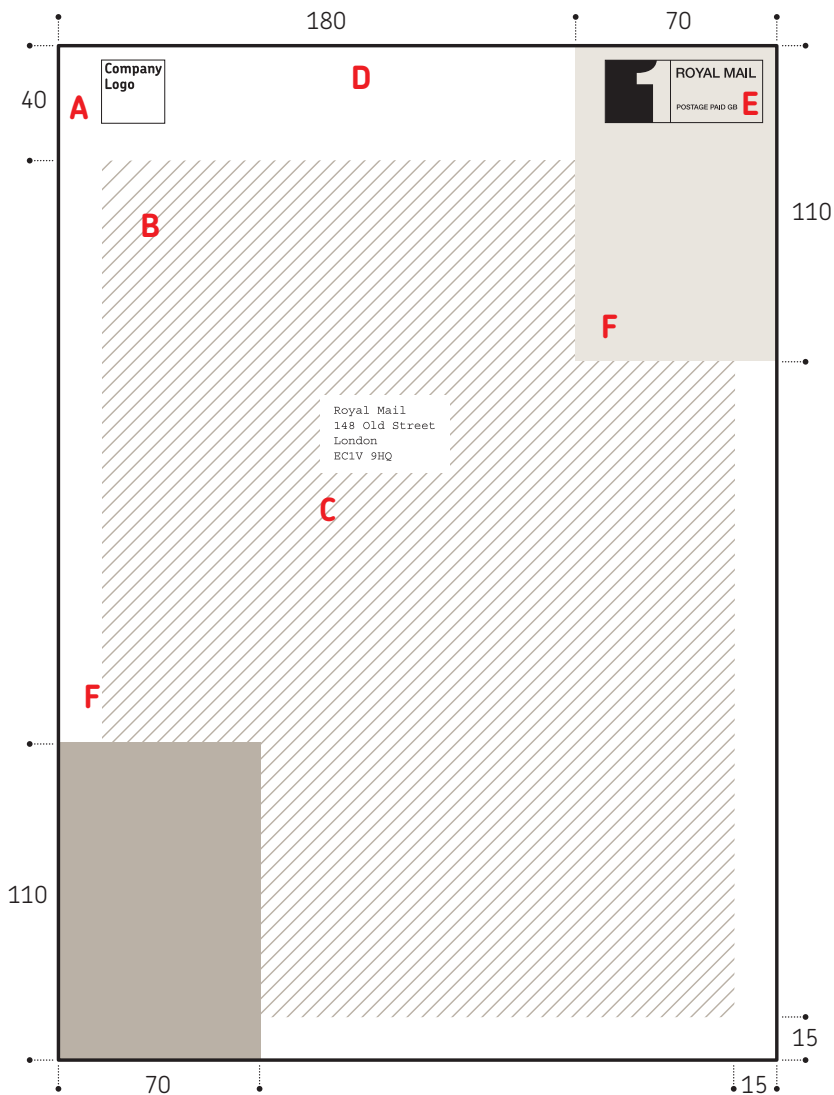 180
70
Company
Logo
D
ROYAL MAIL
POSTAGE PAID GB
E
40
A
B
110
F
Royal Mail
148 Old Street
London
EC1V 9HQ
C
F
110
15
70
15